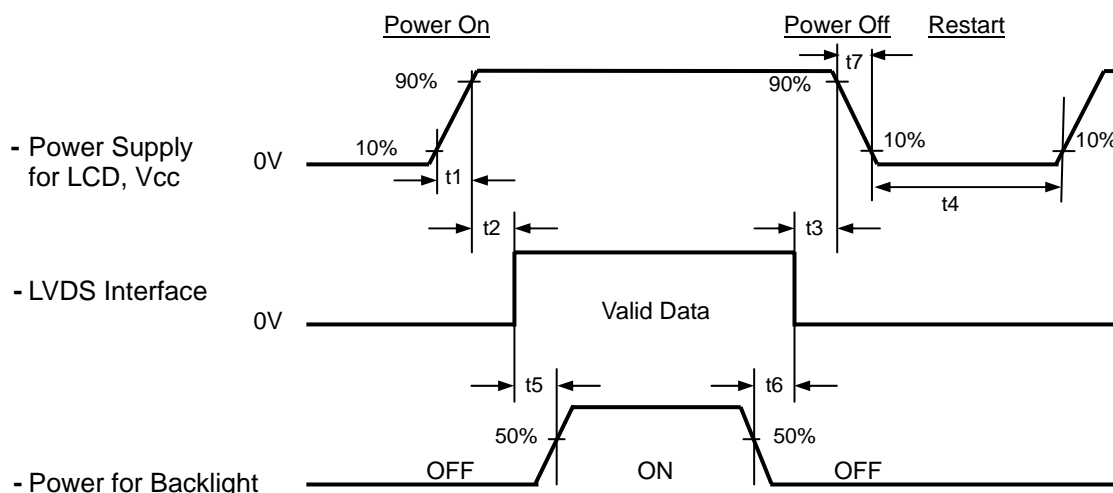 Power On Power Off Restart
t7
90% 90%
- Power Supply
for LCD, Vcc
0V 10% 10% 10%
t1 t4
t2 t3
- LVDS Interface
0V Valid Data
t5 t6
50% 50%
- Power for Backlight OFF ON OFF